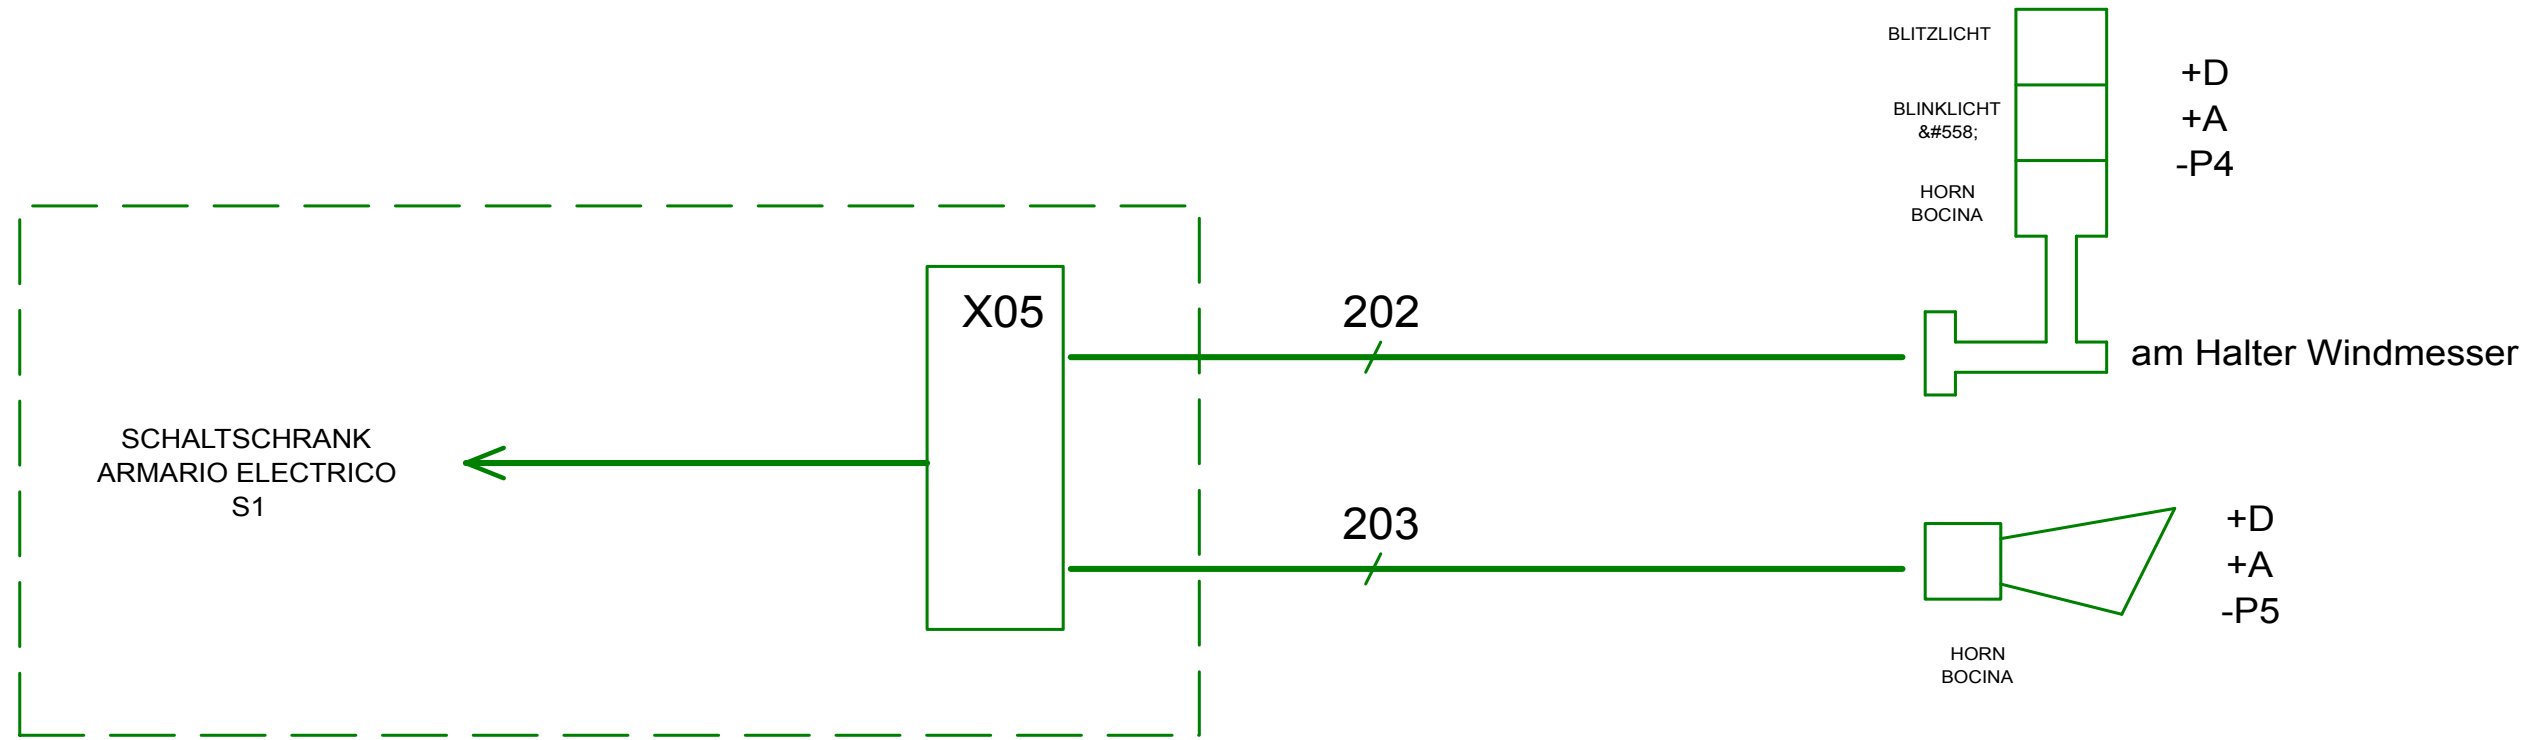 BLITZLICHT
BLINKLICHT
&#558;
HORN
BOCINA
+D
+A
-P4
X05
202
am Halter Windmesser
SCHALTSCHRANK
ARMARIO ELECTRICO
S1
203
+D
+A
-P5
HORN
BOCINA